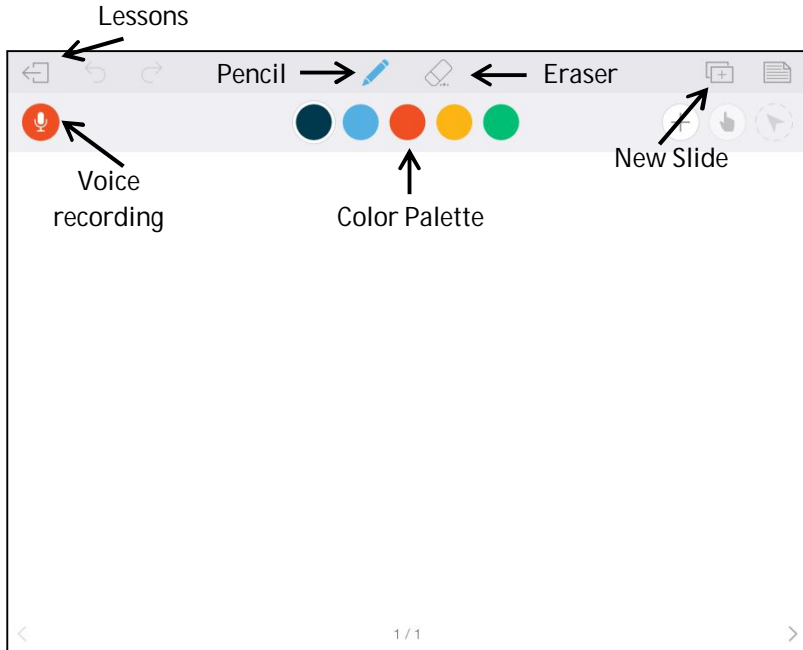 Lessons
Pencil
Eraser
New Slide
Voice
recording
Color Palette
1 / 1